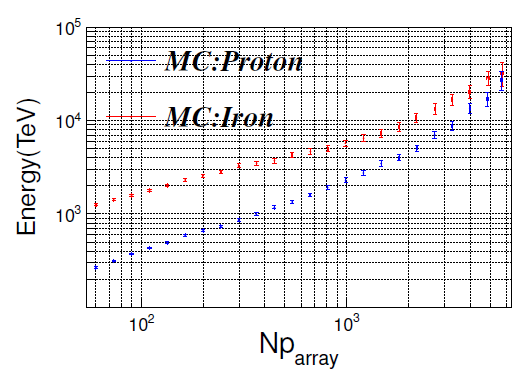 10^5
MC:Proton
MC:Iron
10^4
10^3
Energy(TeV)
10^2
10^3
Np_array